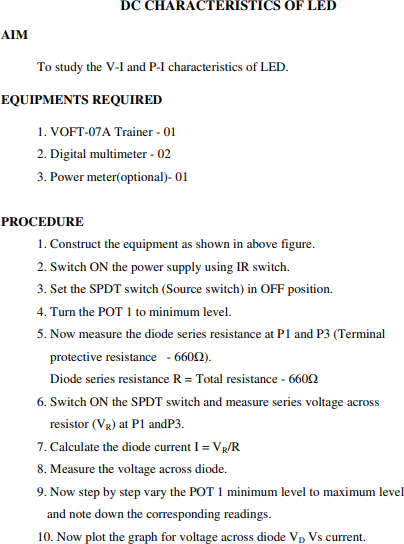 DC CHARACTERISTICS OF LED
AIM
To study the V-I and P-I characteristics of LED.
EQUIPMENTS REQUIRED
1. VOFT-07A Trainer - 01
2. Digital multimeter - 02
3. Power meter(optional)- 01
PROCEDURE
1. Construct the equipment as shown in above figure.
2. Switch ON the power supply using IR switch.
3. Set the SPDT switch (Source switch) in OFF position.
4. Turn the POT 1 to minimum level.
5. Now measure the diode series resistance at P1 and P3 (Terminal
protective resistance - 660Ω).
Diode series resistance R = Total resistance - 660Ω
6. Switch ON the SPDT switch and measure series voltage across
resistor (VR) at P1 andP3.
7. Calculate the diode current I = VR/R
8. Measure the voltage across diode.
9. Now step by step vary the POT 1 minimum level to maximum level
and note down the corresponding readings.
10. Now plot the graph for voltage across diode VD Vs current.